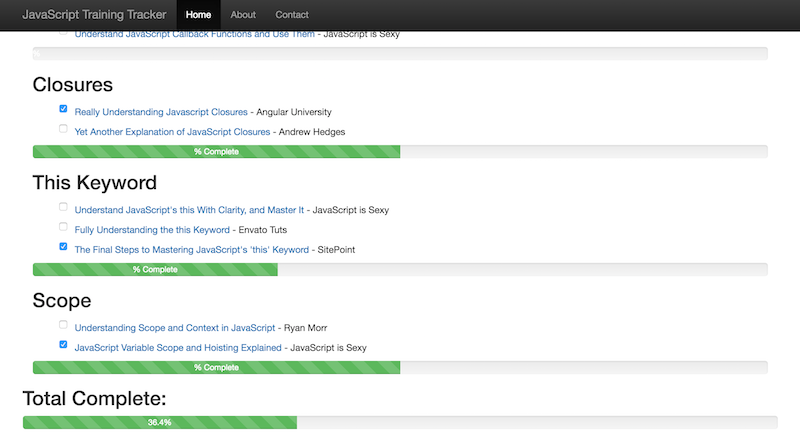 JavaScript Training Tracker Home About Contact
Understand JavaScript Callback Functions and Use Them - JavaScript is Sexy
%
Closures
Really Understanding Javascript Closures - Angular University
Yet Another Explanation of JavaScript Closures - Andrew Hedges
% Complete
This Keyword
Understand JavaScript's this With Clarity, and Master It - JavaScript is Sexy
Fully Understanding the this Keyword - Envato Tuts
The Final Steps to Mastering JavaScript's 'this' Keyword - SitePoint
% Complete
Scope
Understanding Scope and Context in JavaScript - Ryan Morr
JavaScript Variable Scope and Hoisting Explained - JavaScript is Sexy
% Complete
Total Complete:
36.4%